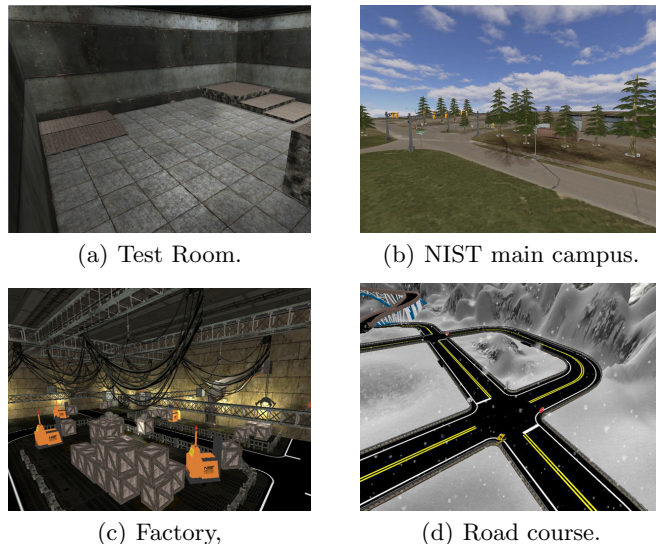 (a) Test Room.
(b) NIST main campus.
(c) Factory,
(d) Road course.